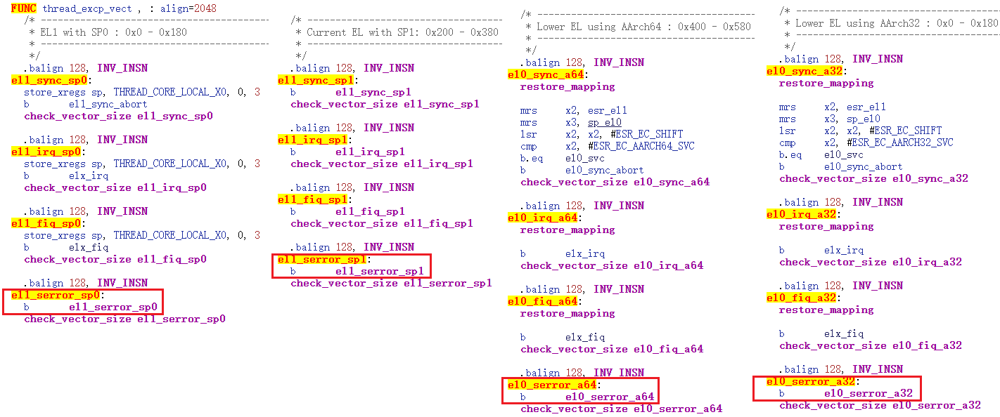 FUNC thread_excp_vect , : align=2048
/* ------------------------------------
* EL1 with SP0 : 0x0 - 0x180
* ------------------------------------
*/
.balign 128, INV_INSN
el1_sync_sp0:
store_xregs sp, THREAD_CORE_LOCAL_X0, 0, 3
b el1_sync_abort
check_vector_size el1_sync_sp0
.balign 128, INV_INSN
el1_irq_sp0:
store_xregs sp, THREAD_CORE_LOCAL_X0, 0, 3
b elx_irq
check_vector_size el1_irq_sp0
.balign 128, INV_INSN
el1_fiq_sp0:
store_xregs sp, THREAD_CORE_LOCAL_X0, 0, 3
b elx_fiq
check_vector_size el1_fiq_sp0
.balign 128, INV_INSN
el1_serror_sp0:
b el1_serror_sp0
check_vector_size el1_serror_sp0
/* ------------------------------
* Current EL with SP1: 0x200 - 0x380
* ------------------------------
*/
.balign 128, INV_INSN
el1_sync_sp1:
b el1_sync_sp1
check_vector_size el1_sync_sp1
.balign 128, INV_INSN
el1_irq_sp1:
b el1_irq_sp1
check_vector_size el1_irq_sp1
.balign 128, INV_INSN
el1_fiq_sp1:
b el1_fiq_sp1
check_vector_size el1_fiq_sp1
.balign 128, INV_INSN
el1_serror_sp1:
b el1_serror_sp1
check_vector_size el1_serror_sp1
/* -----------------------------------
* Lower EL using AArch64 : 0x400 - 0x580
* -----------------------------------
*/
.balign 128, INV_INSN
el0_sync_a64:
restore_mapping
mrs x2, esr_el1
mrs x3, sp_el0
lsr x2, x2, #ESR_EC_SHIFT
cmp x2, #ESR_EC_AARCH64_SVC
b.eq el0_svc
b el0_sync_abort
check_vector_size el0_sync_a64
.balign 128, INV_INSN
el0_irq_a64:
restore_mapping
b elx_irq
check_vector_size el0_irq_a64
.balign 128, INV_INSN
el0_fiq_a64:
restore_mapping
b elx_fiq
check_vector_size el0_fiq_a64
.balign 128, INV_INSN
el0_serror_a64:
b el0_serror_a64
check_vector_size el0_serror_a64
/* ---------------------------------
* Lower EL using AArch32 : 0x0 - 0x180
* ---------------------------------
*/
.balign 128, INV_INSN
el0_sync_a32:
restore_mapping
mrs x2, esr_el1
mrs x3, sp_el0
lsr x2, x2, #ESR_EC_SHIFT
cmp x2, #ESR_EC_AARCH32_SVC
b.eq el0_svc
b el0_sync_abort
check_vector_size el0_sync_a32
.balign 128, INV_INSN
el0_irq_a32:
restore_mapping
b elx_irq
check_vector_size el0_irq_a32
.balign 128, INV_INSN
el0_fiq_a32:
restore_mapping
b elx_fiq
check_vector_size el0_fiq_a32
.balign 128, INV_INSN
el0_serror_a32:
b el0_serror_a32
check_vector_size el0_serror_a32